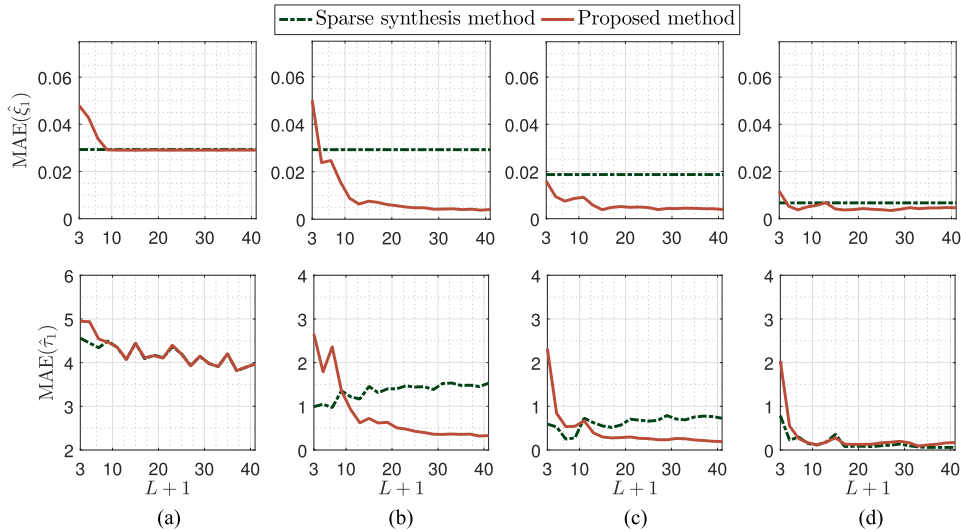 Sparse synthesis method Proposed method
MAE(ξ̂₁)
0.06 0.06 0.06 0.06
0.04 0.04 0.04 0.04
0.02 0.02 0.02 0.02
0 0 0 0
3 10 20 30 40 3 10 20 30 40 3 10 20 30 40 3 10 20 30 40
MAE(τ̂₁)
6 4 4 4
5 3 3 3
4 2 2 2
3 1 1 1
2 0 0 0
3 10 20 30 40 3 10 20 30 40 3 10 20 30 40 3 10 20 30 40
L + 1 L + 1 L + 1 L + 1
(a) (b) (c) (d)